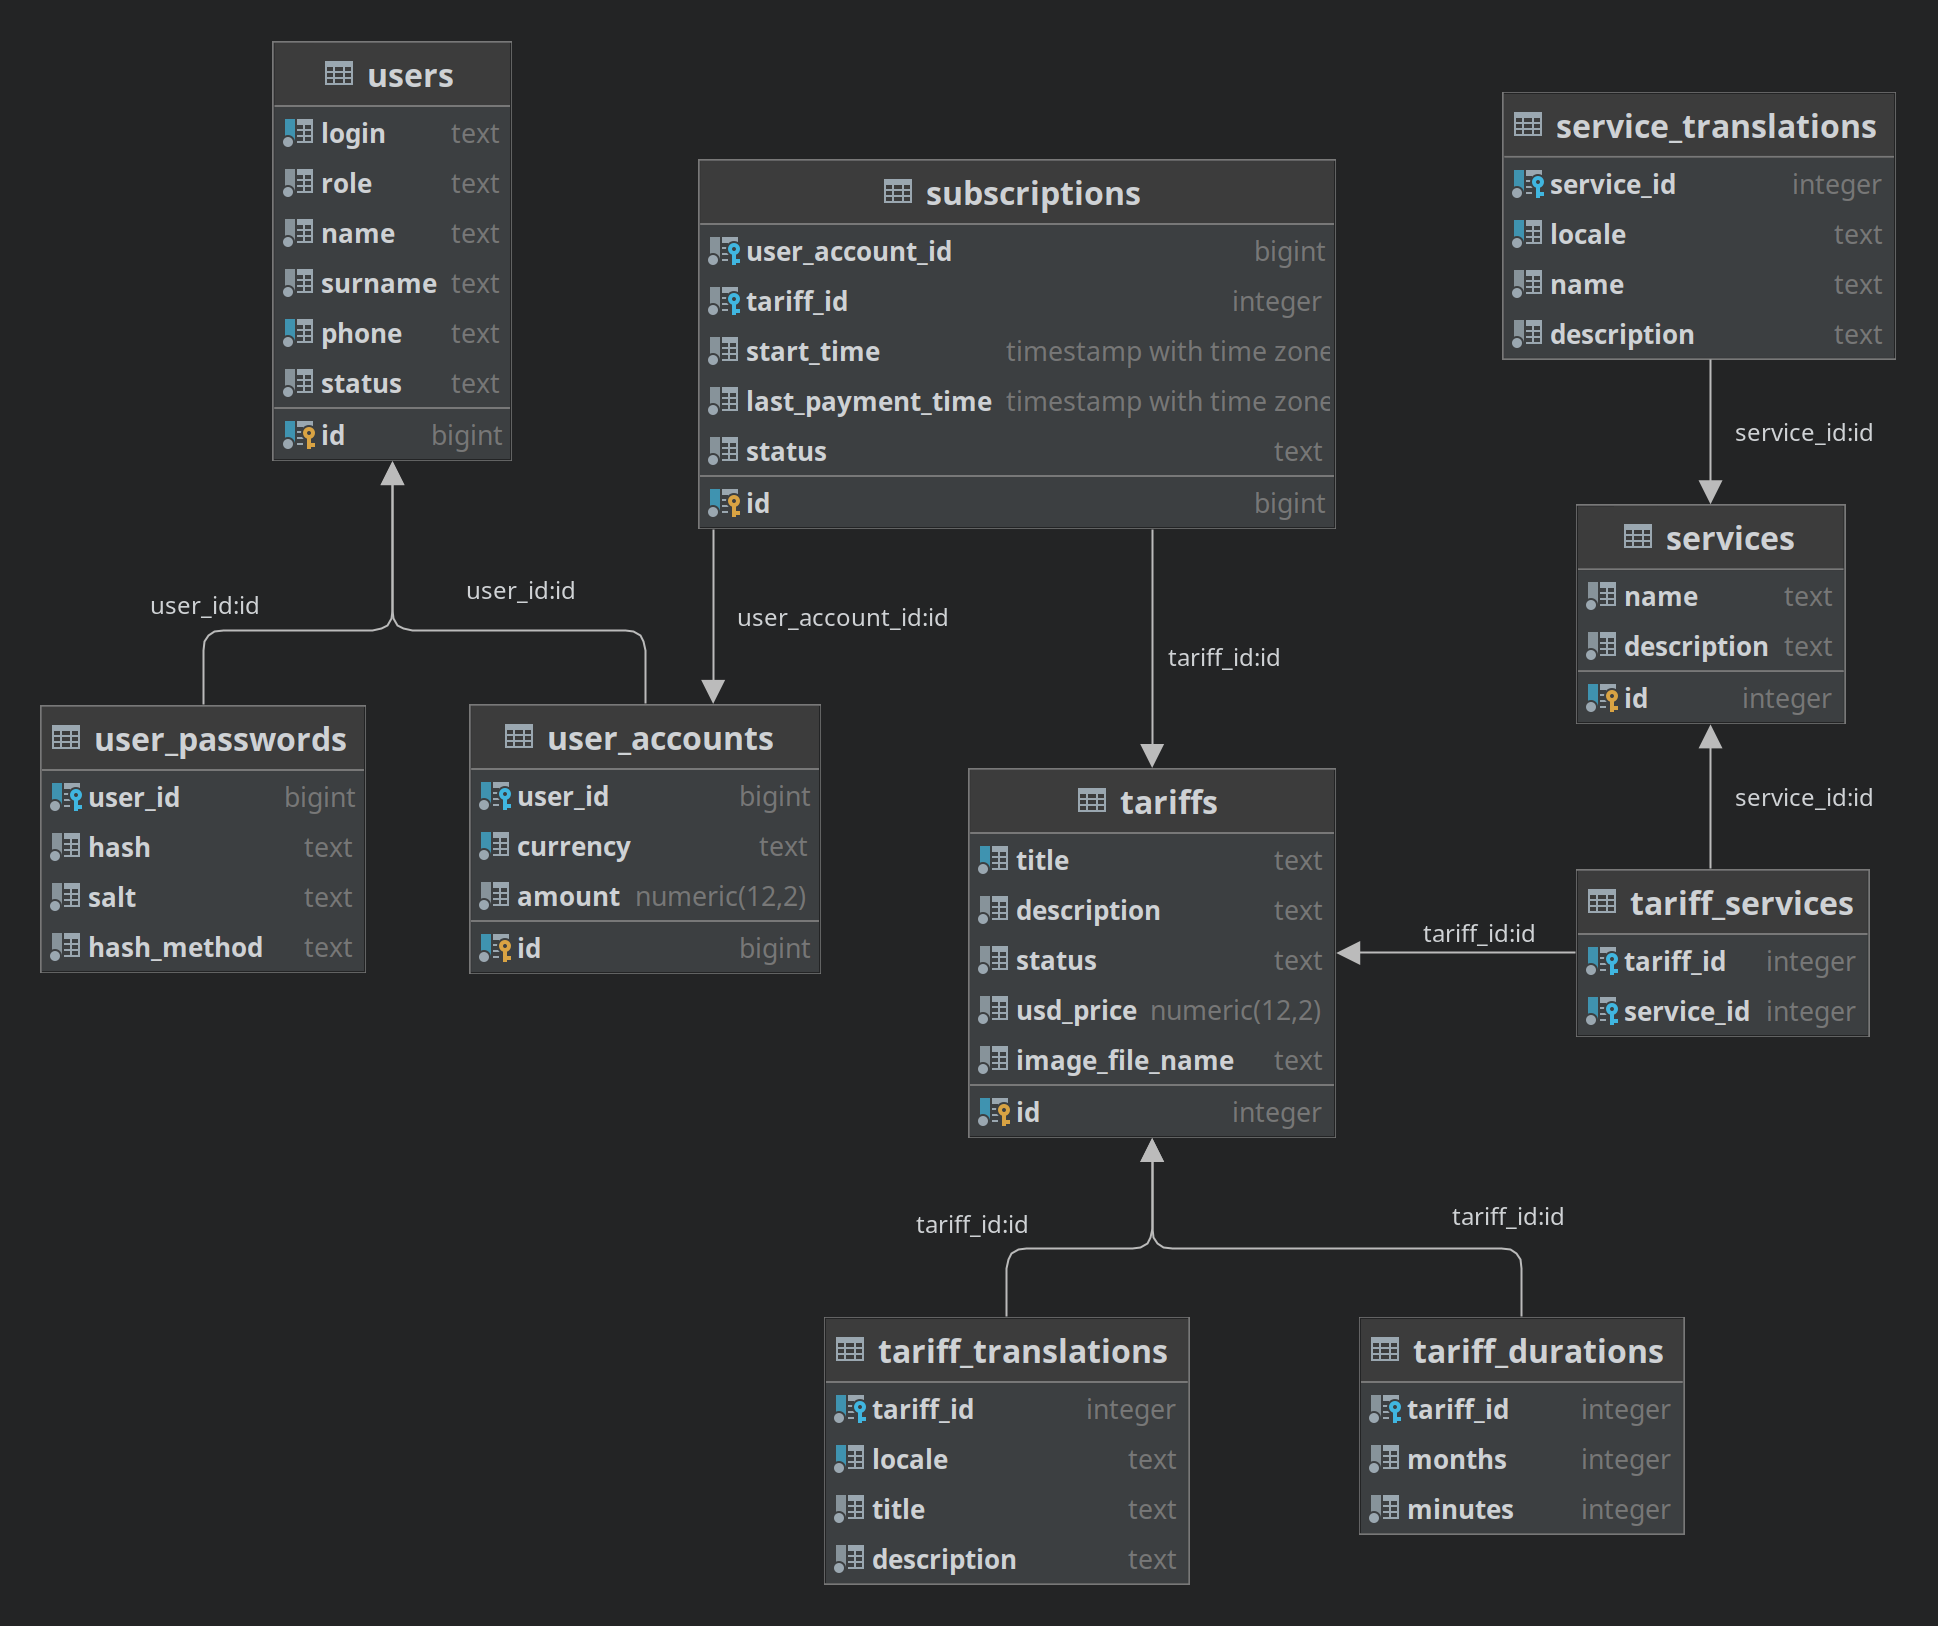 users
login text
role text
name text
surname text
phone text
status text
id bigint
subscriptions
user_account_id bigint
tariff_id integer
start_time timestamp with time zone
last_payment_time timestamp with time zone
status text
id bigint
service_translations
service_id integer
locale text
name text
description text
service_id:id
services
name text
description text
id integer
user_id:id
user_id:id
user_account_id:id
tariff_id:id
user_passwords
user_id bigint
hash text
salt text
hash_method text
user_accounts
user_id bigint
currency text
amount numeric(12,2)
id bigint
tariffs
title text
description text
status text
usd_price numeric(12,2)
image_file_name text
id integer
service_id:id
tariff_id:id
tariff_services
tariff_id integer
service_id integer
tariff_id:id
tariff_id:id
tariff_translations
tariff_id integer
locale text
title text
description text
tariff_durations
tariff_id integer
months integer
minutes integer